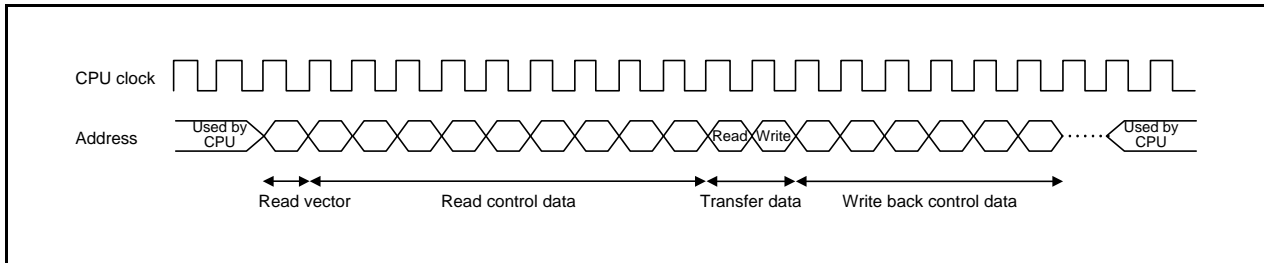 CPU clock
Address
Used by
CPU
Read
Write
Used by
CPU
Read vector
Read control data
Transfer data
Write back control data